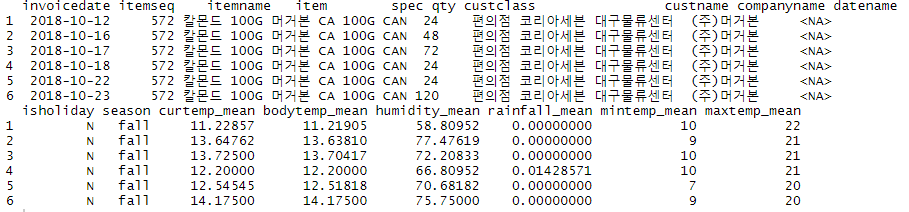 invoicedate itemseq itemname item spec qty custclass custname companyname datename
1 2018-10-12 572 칼몬드 100G 머거본 CA 100G CAN 24 편의점 코리아세븐 대구물류센터 (주)머거본 <NA>
2 2018-10-16 572 칼몬드 100G 머거본 CA 100G CAN 48 편의점 코리아세븐 대구물류센터 (주)머거본 <NA>
3 2018-10-17 572 칼몬드 100G 머거본 CA 100G CAN 72 편의점 코리아세븐 대구물류센터 (주)머거본 <NA>
4 2018-10-18 572 칼몬드 100G 머거본 CA 100G CAN 24 편의점 코리아세븐 대구물류센터 (주)머거본 <NA>
5 2018-10-22 572 칼몬드 100G 머거본 CA 100G CAN 24 편의점 코리아세븐 대구물류센터 (주)머거본 <NA>
6 2018-10-23 572 칼몬드 100G 머거본 CA 100G CAN 120 편의점 코리아세븐 대구물류센터 (주)머거본 <NA>
isholiday season curtemp_mean bodytemp_mean humidity_mean rainfall_mean mintemp_mean maxtemp_mean
1 N fall 11.22857 11.21905 58.80952 0.00000000 10 22
2 N fall 13.64762 13.63810 77.47619 0.00000000 9 21
3 N fall 13.72500 13.70417 72.20833 0.00000000 10 21
4 N fall 12.20000 12.20000 66.80952 0.01428571 10 21
5 N fall 12.54545 12.51818 70.68182 0.00000000 7 20
6 N fall 14.17500 14.17500 75.75000 0.00000000 9 20